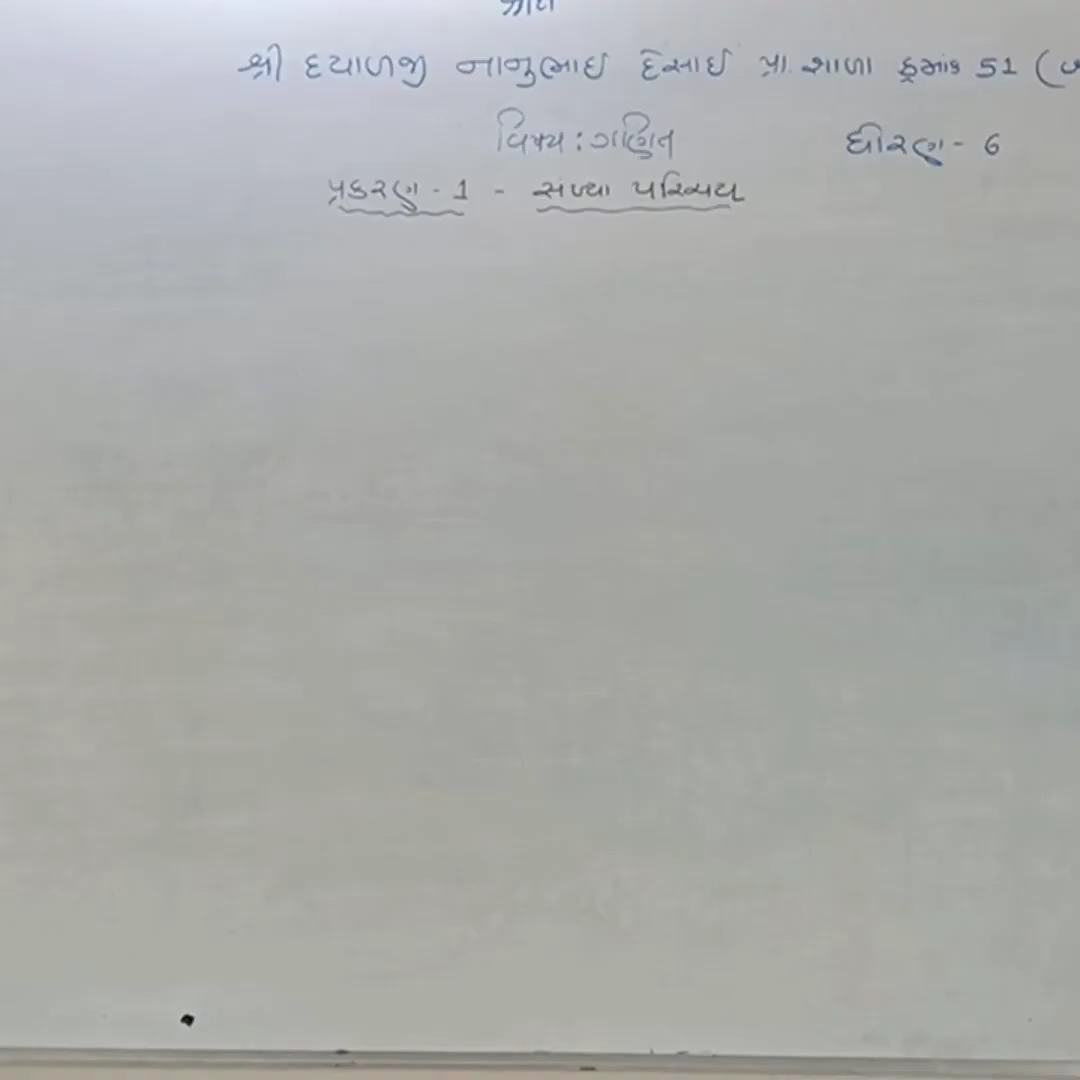 શ્રી દયાળજી નાનુભાઇ દેસાઇ પ્રા. શાળા ક્રમાંક 51
વિષય : ગણિત ધોરણ - 6
પ્રકરણ - 1 - સંખ્યા પરિચય